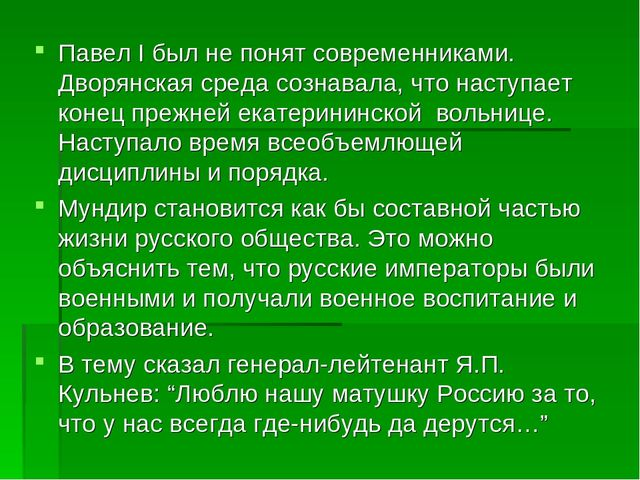 Павел I был не понят современниками.
Дворянская среда сознавала, что наступает
конец прежней екатерининской вольнице.
Наступало время всеобъемлющей
дисциплины и порядка.
Мундир становится как бы составной частью
жизни русского общества. Это можно
объяснить тем, что русские императоры были
военными и получали военное воспитание и
образование.
В тему сказал генерал-лейтенант Я.П.
Кульнев: “Люблю нашу матушку Россию за то,
что у нас всегда где-нибудь да дерутся…”